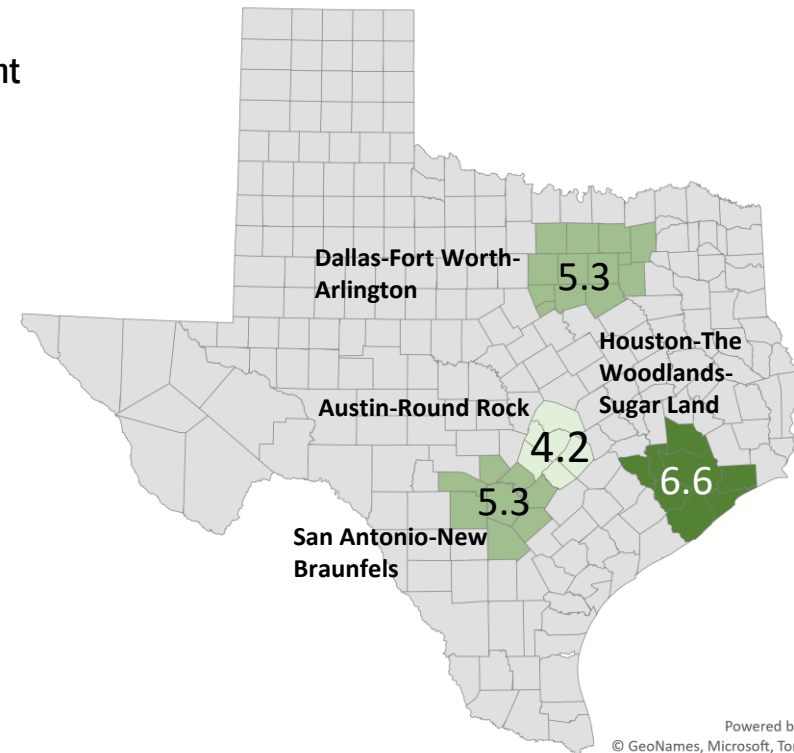 Dallas-Fort Worth-
Arlington
5.3
Houston-The
Woodlands-
Sugar Land
Austin-Round Rock
4.2
6.6
5.3
San Antonio-New
Braunfels
Powered b
© GeoNames, Microsoft, To